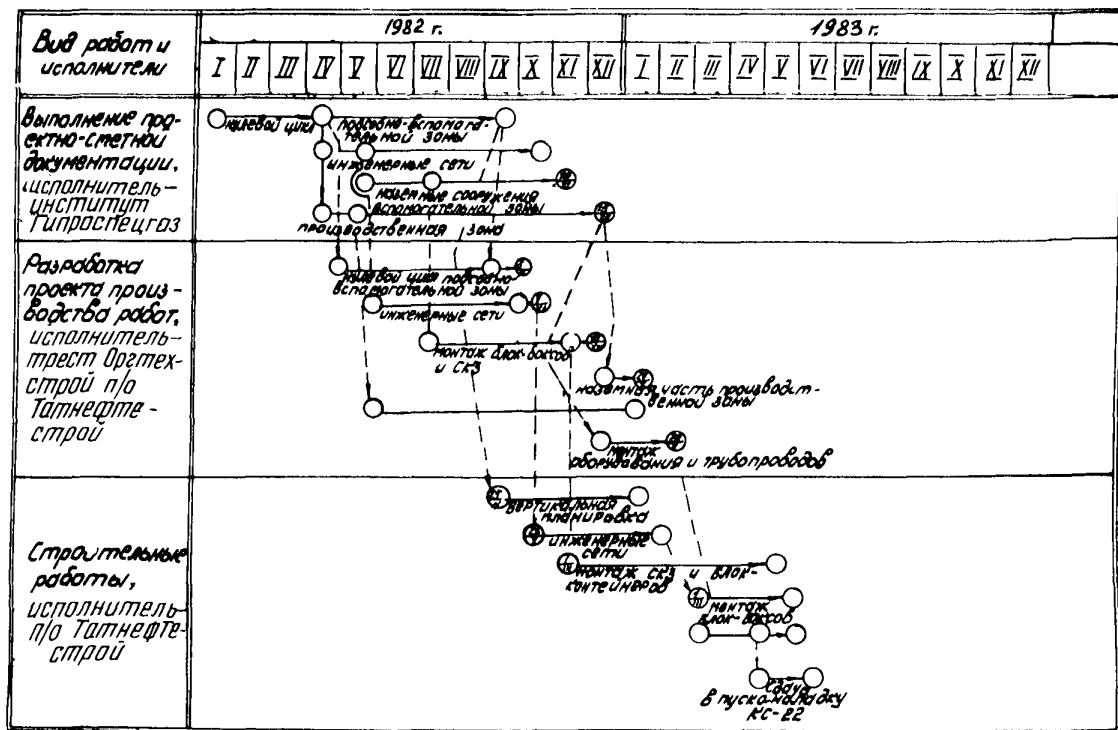 Вид работ и
исполнители
1982 г.
1983 г.
I II III IV V VI VII VIII IX X XI XII I II III IV V VI VII VIII IX X XI XII
Выполнение про-
ектно-сметной
документации,
исполнитель-
институт
Гипроспецгаз
нулевой цикл
подсобно-вспомога-
тельной зоны
инженерные сети
наземные сооружения
вспомогательной зоны
производственная зона
Разработка
проекта произ-
водства работ,
исполнитель-
трест Оргтех-
строй п/о
Татнефте-
строй
нулевой цикл подсобно-
вспомогательной зоны
инженерные сети
монтаж блок-боксов
и СКЗ
наземная часть производст-
венной зоны
монтаж
оборудования и трубопроводов
Строительные
работы,
исполнитель-
п/о Татнефте-
строй
вертикальная
планировка
инженерные
сети
монтаж СКЗ и блок-
контейнеров
монтаж
блок-боксов
Сдача
в пуско-наладку
КС-22